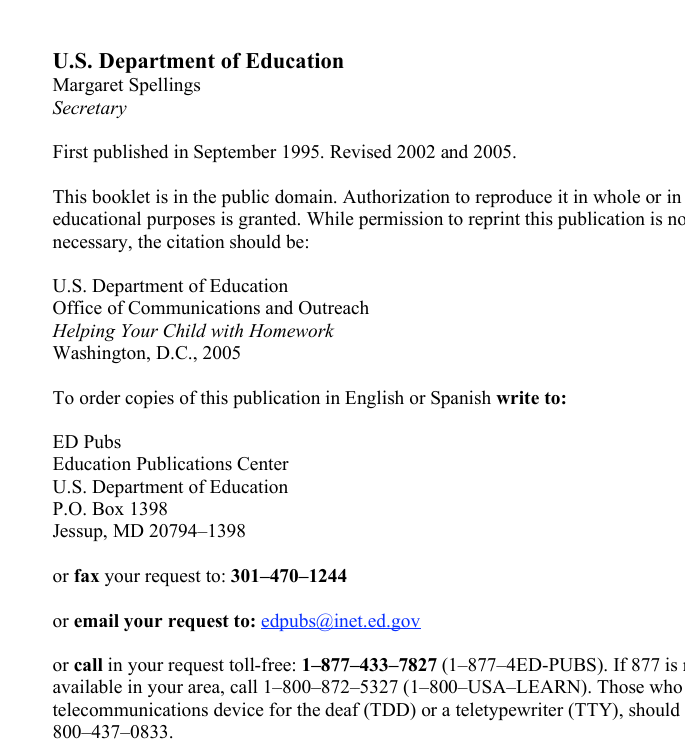 U.S. Department of Education
Margaret Spellings
Secretary
First published in September 1995. Revised 2002 and 2005.
This booklet is in the public domain. Authorization to reproduce it in whole or in
educational purposes is granted. While permission to reprint this publication is no
necessary, the citation should be:
U.S. Department of Education
Office of Communications and Outreach
Helping Your Child with Homework
Washington, D.C., 2005
To order copies of this publication in English or Spanish write to:
ED Pubs
Education Publications Center
U.S. Department of Education
P.O. Box 1398
Jessup, MD 20794–1398
or fax your request to: 301–470–1244
or email your request to: edpubs@inet.ed.gov
or call in your request toll-free: 1–877–433–7827 (1–877–4ED-PUBS). If 877 is
available in your area, call 1–800–872–5327 (1–800–USA–LEARN). Those who
telecommunications device for the deaf (TDD) or a teletypewriter (TTY), should
800–437–0833.